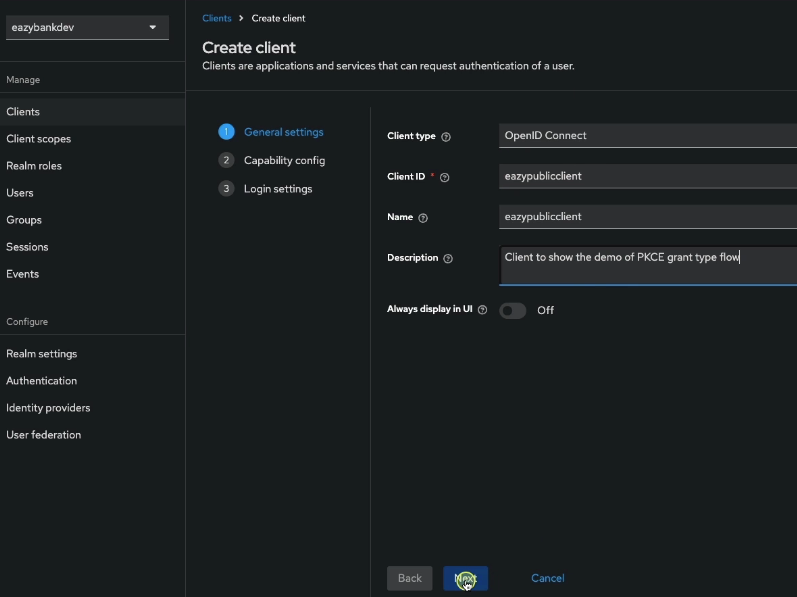 eazybankdev
Manage
Clients
Client scopes
Realm roles
Users
Groups
Sessions
Events
Configure
Realm settings
Authentication
Identity providers
User federation
Clients > Create client
Create client
Clients are applications and services that can request authentication of a user.
1 General settings
2 Capability config
3 Login settings
Client type OpenID Connect
Client ID * eazypublicclient
Name eazypublicclient
Description Client to show the demo of PKCE grant type flow
Always display in UI Off
Back Next Cancel